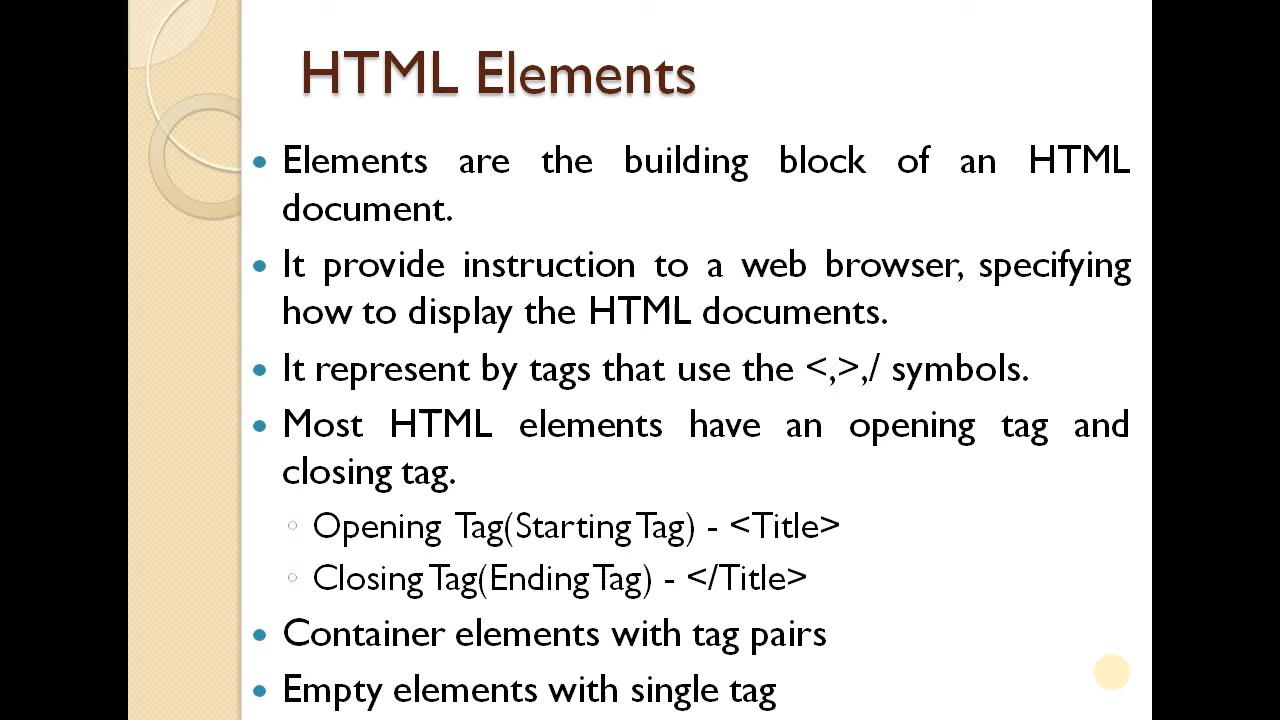 HTML Elements
• Elements are the building block of an HTML
document.
• It provide instruction to a web browser, specifying
how to display the HTML documents.
• It represent by tags that use the <,>,/ symbols.
• Most HTML elements have an opening tag and
closing tag.
◦ Opening Tag(Starting Tag) - <Title>
◦ Closing Tag(Ending Tag) - </Title>
• Container elements with tag pairs
• Empty elements with single tag